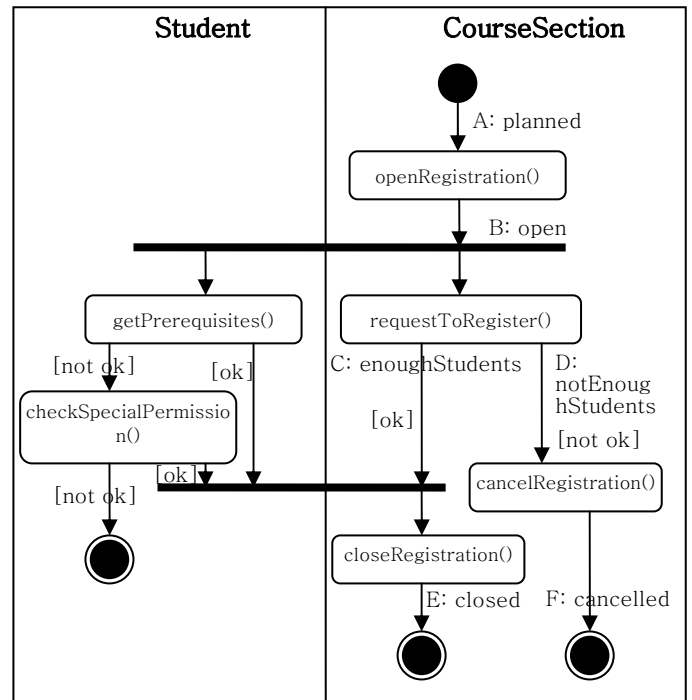 Student
CourseSection
A: planned
openRegistration()
B: open
getPrerequisites()
requestToRegister()
[not ok]
[ok]
C: enoughStudents
D:
notEnoug
hStudents
checkSpecialPermissio
n()
[ok]
[not ok]
[ok]
[not ok]
cancelRegistration()
closeRegistration()
E: closed
F: cancelled